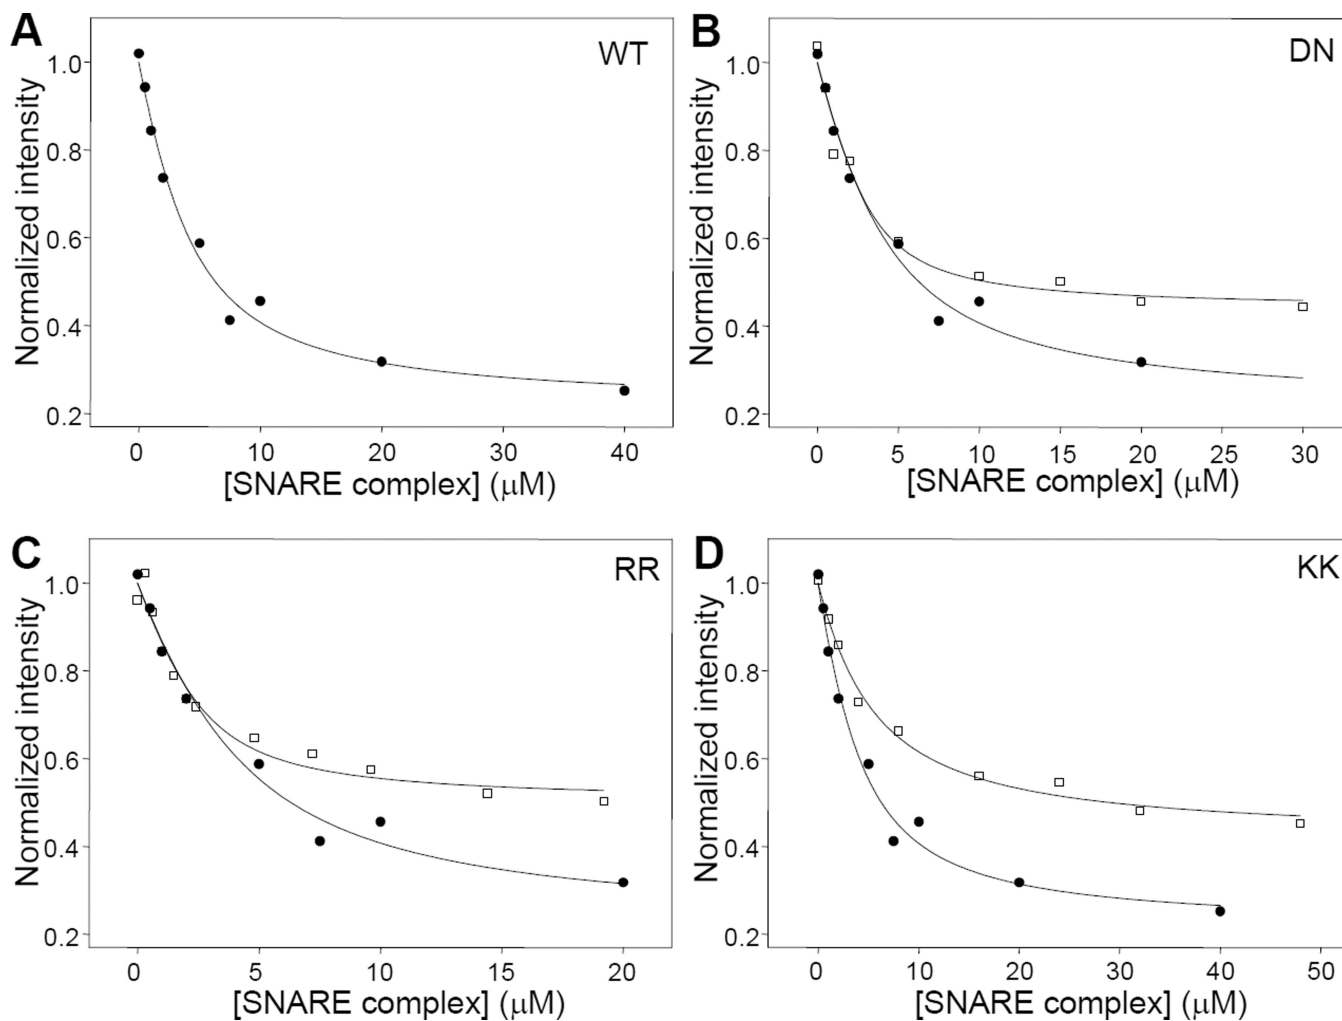 A
WT
Normalized intensity
1.0
0.8
0.6
0.4
0.2
0 10 20 30 40
[SNARE complex] (μM)
B
DN
Normalized intensity
1.0
0.8
0.6
0.4
0.2
0 5 10 15 20 25 30
[SNARE complex] (μM)
C
RR
Normalized intensity
1.0
0.8
0.6
0.4
0.2
0 5 10 15 20
[SNARE complex] (μM)
D
KK
Normalized intensity
1.0
0.8
0.6
0.4
0.2
0 10 20 30 40 50
[SNARE complex] (μM)